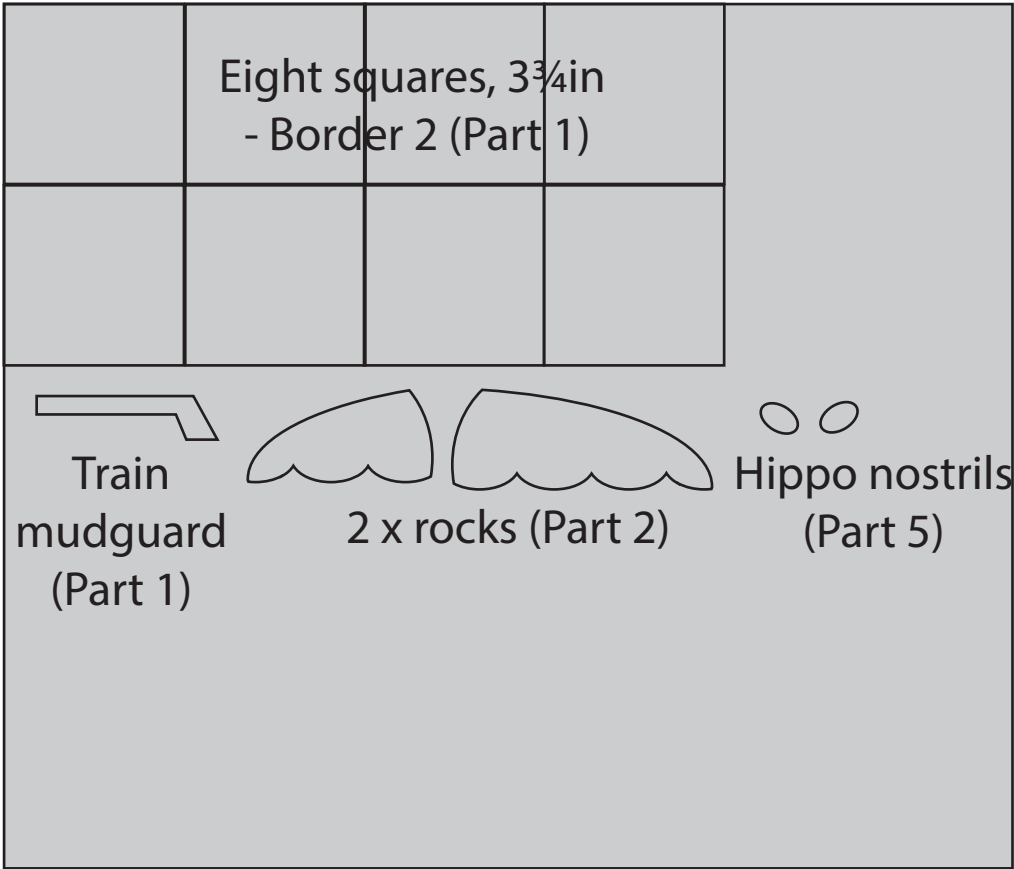 Eight squares, 3¾in
- Border 2 (Part 1)
Train
mudguard
(Part 1)
2 x rocks (Part 2)
Hippo nostrils
(Part 5)